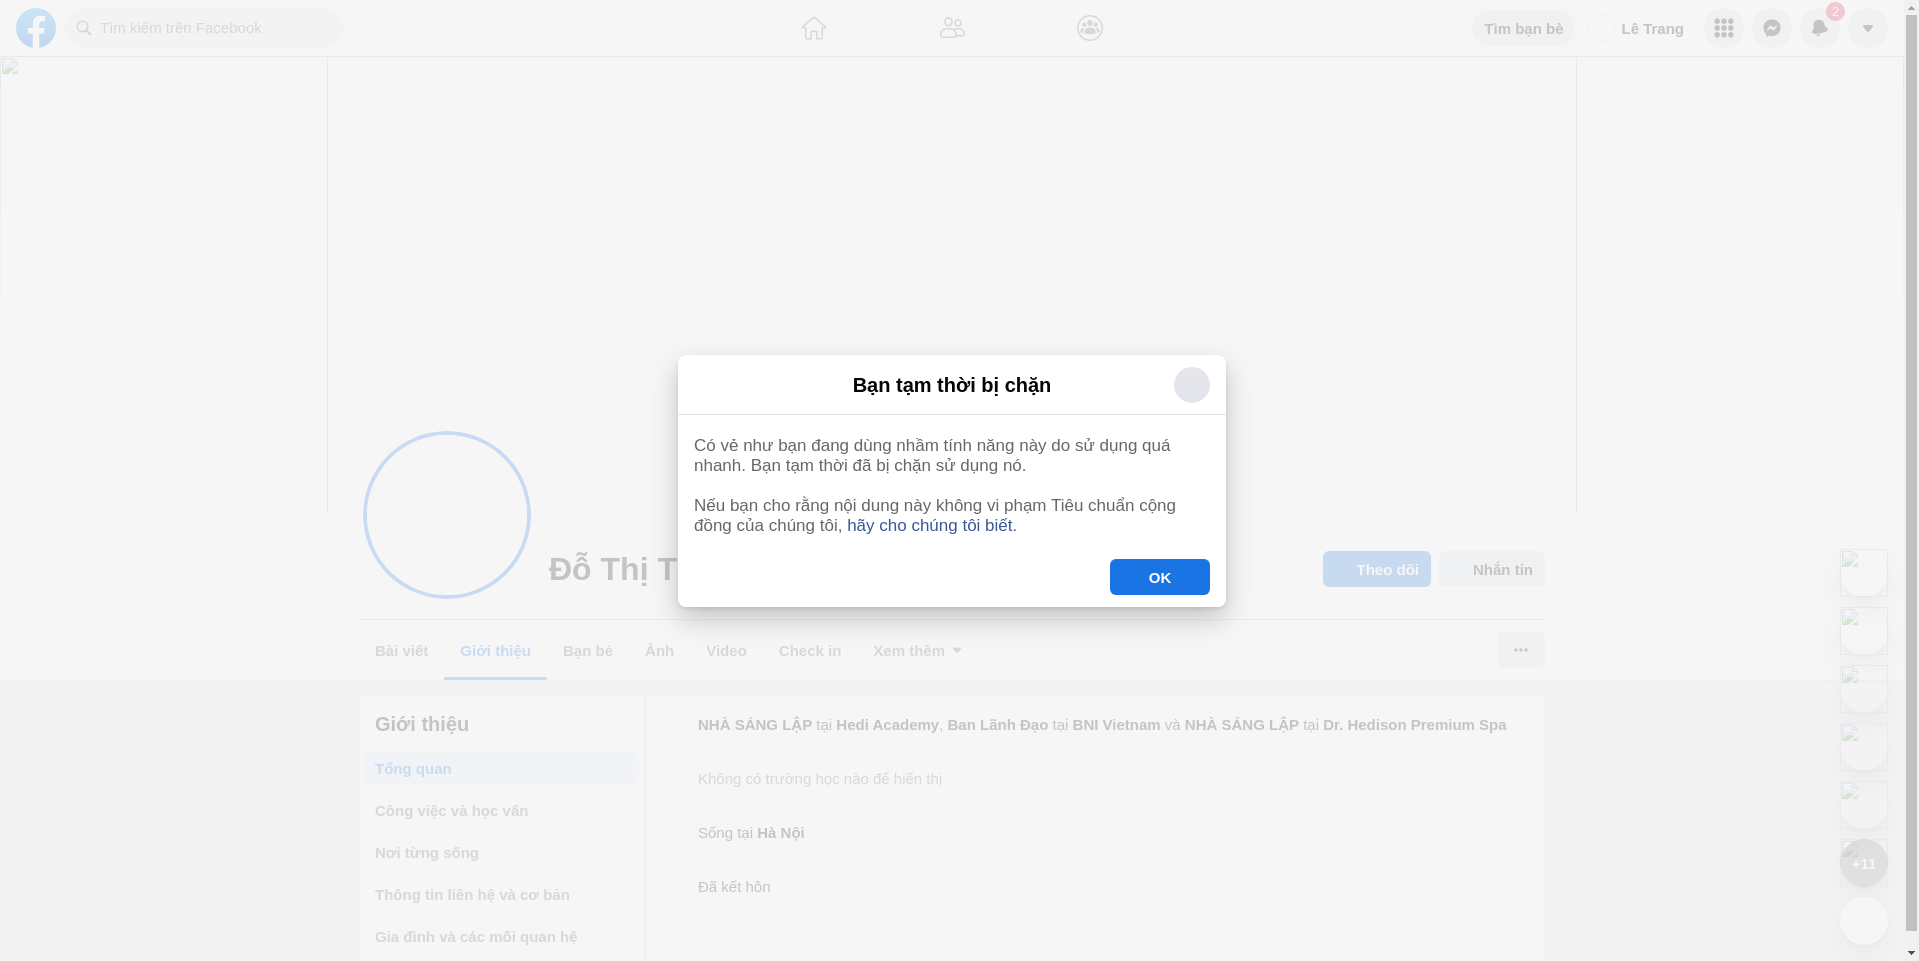 Tìm kiếm trên Facebook
Tìm bạn bè
Lê Trang
2
Bạn tạm thời bị chặn
Có vẻ như bạn đang dùng nhầm tính năng này do sử dụng quá
nhanh. Bạn tạm thời đã bị chặn sử dụng nó.
Nếu bạn cho rằng nội dung này không vi phạm Tiêu chuẩn cộng
đồng của chúng tôi, hãy cho chúng tôi biết.
OK
Đỗ Thị T
Theo dõi
Nhắn tin
Bài viết
Giới thiệu
Bạn bè
Ảnh
Video
Check in
Xem thêm
Giới thiệu
Tổng quan
Công việc và học vấn
Nơi từng sống
Thông tin liên hệ và cơ bản
Gia đình và các mối quan hệ
NHÀ SÁNG LẬP tại Hedi Academy, Ban Lãnh Đạo tại BNI Vietnam và NHÀ SÁNG LẬP tại Dr. Hedison Premium Spa
Không có trường học nào để hiển thị
Sống tại Hà Nội
Đã kết hôn
+11